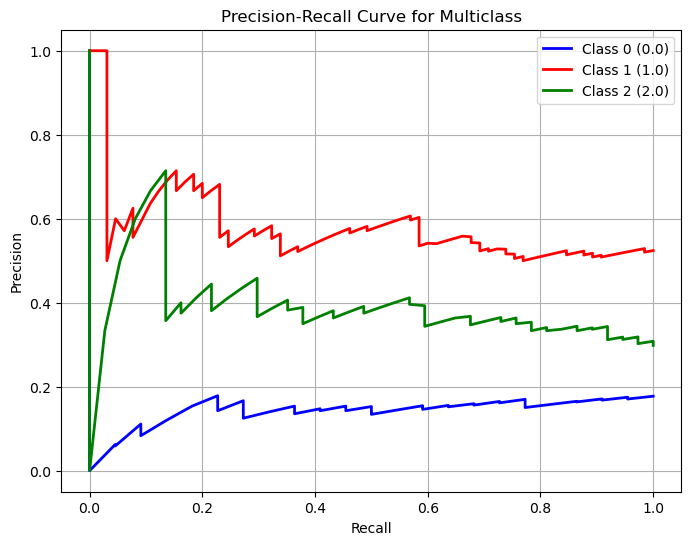 Precision-Recall Curve for Multiclass
Class 0 (0.0)
Class 1 (1.0)
Class 2 (2.0)
1.0
0.8
0.6
0.4
0.2
0.0
Precision
0.0 0.2 0.4 0.6 0.8 1.0
Recall